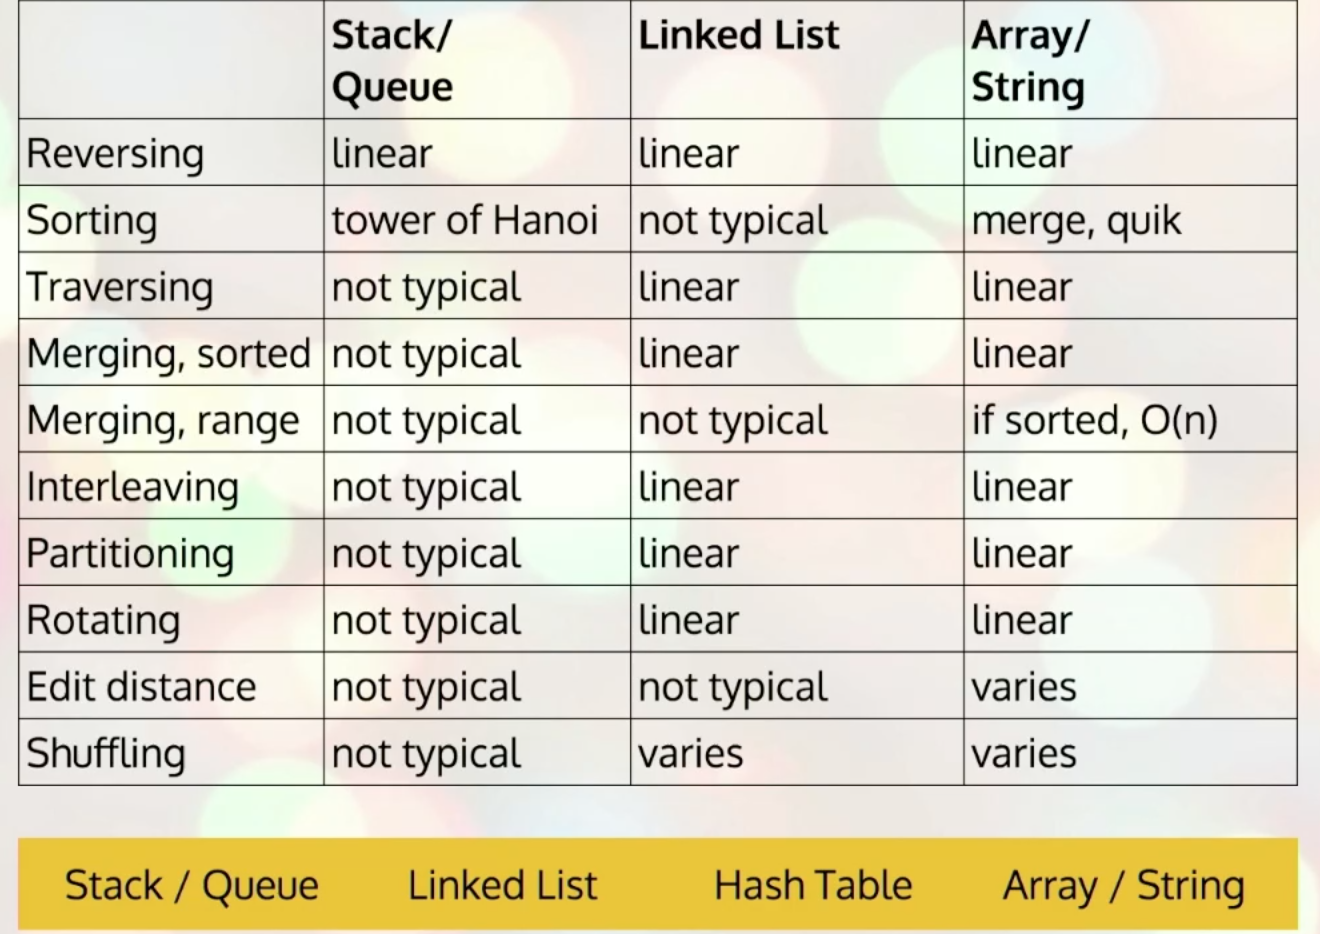 Stack/ Queue | Linked List | Array/ String
Reversing | linear | linear | linear
Sorting | tower of Hanoi | not typical | merge, quik
Traversing | not typical | linear | linear
Merging, sorted | not typical | linear | linear
Merging, range | not typical | not typical | if sorted, O(n)
Interleaving | not typical | linear | linear
Partitioning | not typical | linear | linear
Rotating | not typical | linear | linear
Edit distance | not typical | not typical | varies
Shuffling | not typical | varies | varies
Stack / Queue Linked List Hash Table Array / String